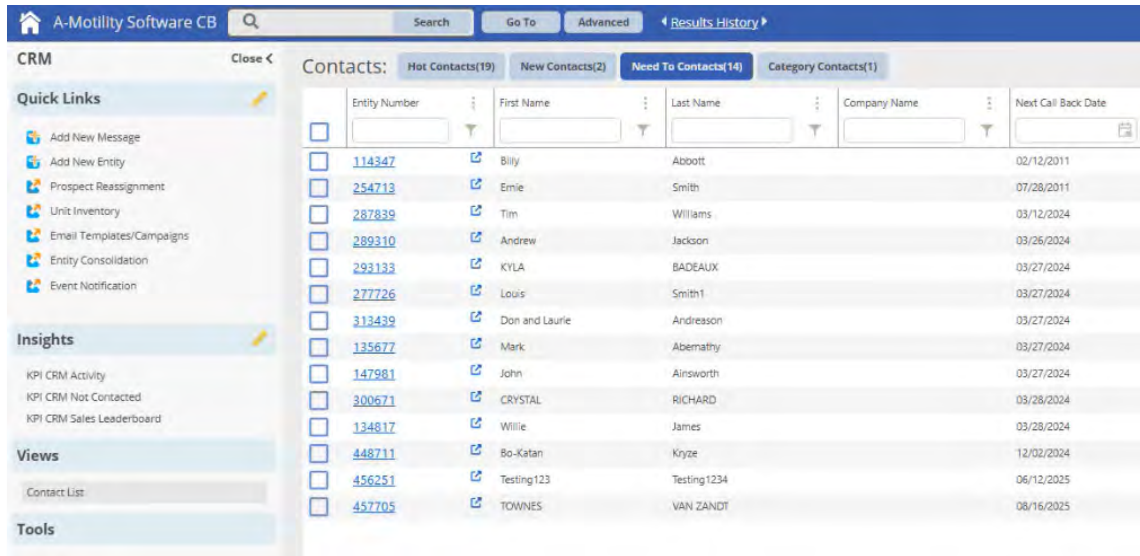 A-Motility Software CB Search Go To Advanced Results History
CRM Close
Contacts: Hot Contacts(19) New Contacts(2) Need To Contacts(14) Category Contacts(1)
Quick Links
Add New Message
Add New Entity
Prospect Reassignment
Unit Inventory
Email Templates/Campaigns
Entity Consolidation
Event Notification
Insights
KPI CRM Activity
KPI CRM Not Contacted
KPI CRM Sales Leaderboard
Views
Contact List
Tools
Entity Number First Name Last Name Company Name Next Call Back Date
114347 Billy Abbott 02/12/2011
254713 Ernie Smith 07/28/2011
287839 Tim Williams 03/12/2024
289310 Andrew Jackson 03/26/2024
293133 KYLA BADEAUX 03/27/2024
277726 Louis Smith1 03/27/2024
313439 Don and Laurie Andreason 03/27/2024
135677 Mark Abernathy 03/27/2024
147981 John Ainsworth 03/27/2024
300671 CRYSTAL RICHARD 03/28/2024
134817 Willie James 03/28/2024
448711 Bo-Katan Kryze 12/02/2024
456251 Testing123 Testing1234 06/12/2025
457705 TOWNES VAN ZANDT 08/16/2025